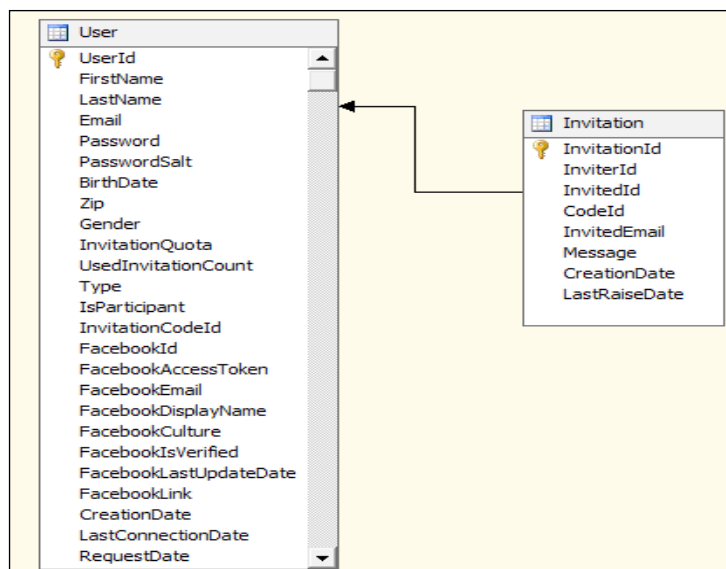 User
UserId
FirstName
LastName
Email
Password
PasswordSalt
BirthDate
Zip
Gender
InvitationQuota
UsedInvitationCount
Type
IsParticipant
InvitationCodeId
FacebookId
FacebookAccessToken
FacebookEmail
FacebookDisplayName
FacebookCulture
FacebookIsVerified
FacebookLastUpdateDate
FacebookLink
CreationDate
LastConnectionDate
RequestDate
Invitation
InvitationId
InviterId
InvitedId
CodeId
InvitedEmail
Message
CreationDate
LastRaiseDate